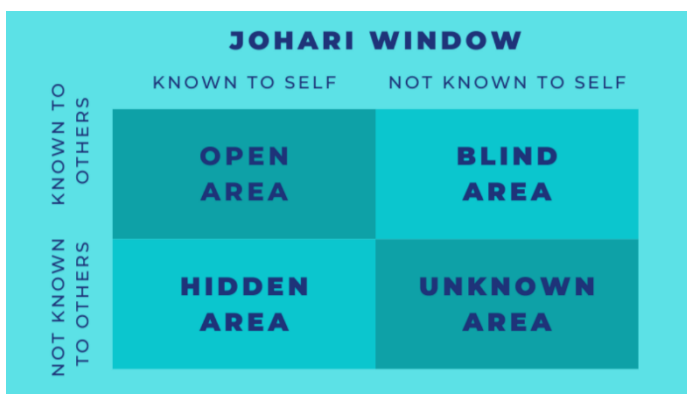 JOHARI WINDOW
KNOWN TO SELF
NOT KNOWN TO SELF
KNOWN TO
OTHERS
OPEN
AREA
BLIND
AREA
NOT KNOWN
TO OTHERS
HIDDEN
AREA
UNKNOWN
AREA